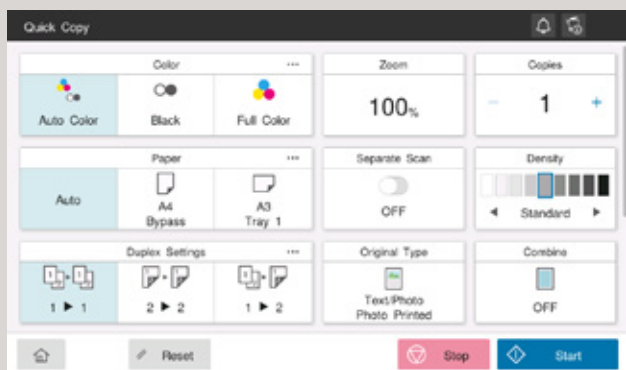 Quick Copy
Color ...
Zoom
Copies
Auto Color
Black
Full Color
100%
− 1 +
Paper ...
Separate Scan
Density
Auto
A4
Bypass
A3
Tray 1
OFF
◄ Standard ►
Duplex Settings ...
Original Type
Combine
1 ► 1
2 ► 2
1 ► 2
Text/Photo
Photo Printed
OFF
Reset
Stop
Start